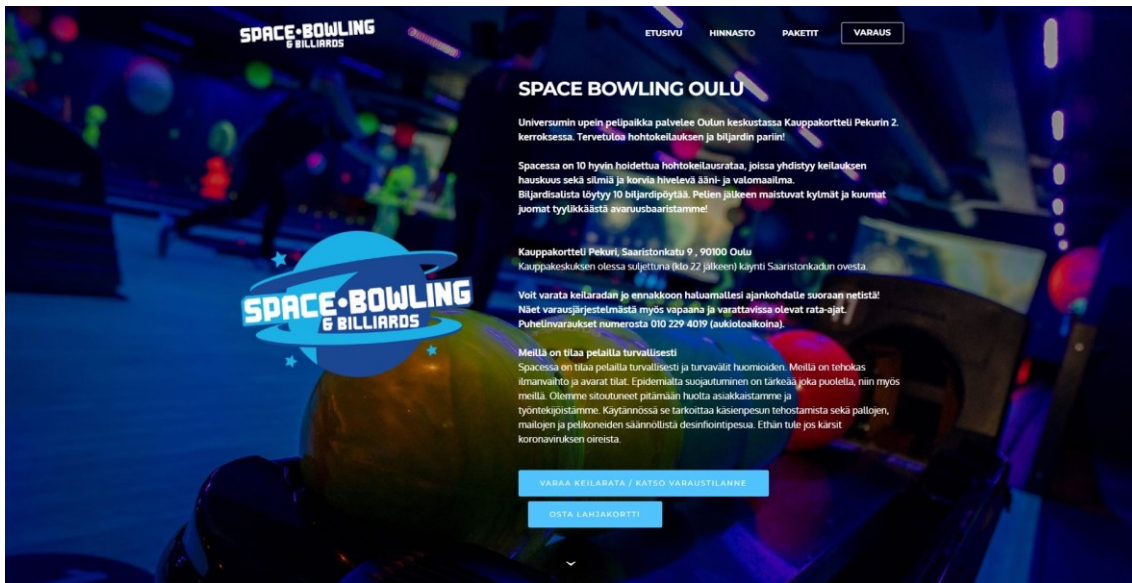 SPACE•BOWLING
& BILLIARDS
ETUSIVU
HINNASTO
PAKETIT
VARAUS
SPACE BOWLING OULU
Universumin upein pelipaikka palvelee Oulun keskustassa Kauppakortteli Pekurin 2.
kerroksessa. Tervetuloa hohtokeilauksen ja biljardin pariin!
Spacessa on 10 hyvin hoidettua hohtokeilausrataa, joissa yhdistyy keilauksen
hauskuus sekä silmiä ja korvia hivelevä ääni- ja valomaailma.
Biljardisalista löytyy 10 biljardipöytää. Pelien jälkeen maistuvat kylmät ja kuumat
juomat tyylikkäästä avaruusbaaristamme!
Kauppakortteli Pekuri, Saaristonkatu 9 , 90100 Oulu
Kauppakeskuksen olessa suljettuna (klo 22 jälkeen) käynti Saaristonkadun ovesta.
Voit varata keilaradan jo ennakkoon haluamallesi ajankohdalle suoraan netistä!
Näet varausjärjestelmästä myös vapaana ja varattavissa olevat rata-ajat.
Puhelinvaraukset numerosta 010 229 4019 (aukioloaikoina).
Meillä on tilaa pelailla turvallisesti
Spacessa on tilaa pelailla turvallisesti ja turvavälit huomioiden. Meillä on tehokas
ilmanvaihto ja avarat tilat. Epidemialta suojautuminen on tärkeää joka puolella, niin myös
meillä. Olemme sitoutuneet pitämään huolta asiakkaistamme ja
työntekijöistämme. Käytännössä se tarkoittaa käsienpesun tehostamista sekä pallojen,
mailojen ja pelikoneiden säännöllistä desinfiointipesua. Ethän tule jos kärsit
koronaviruksen oireista.
SPACE•BOWLING
& BILLIARDS
VARAA KEILARATA / KATSO VARAUSTILANNE
OSTA LAHJAKORTTI